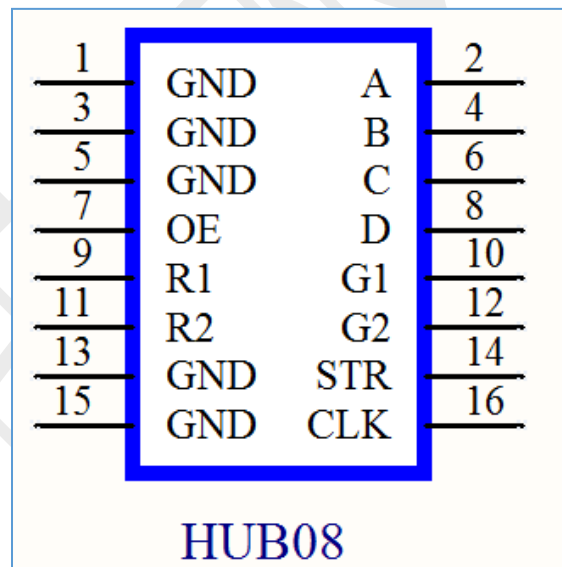 1 GND A 2
3 GND B 4
5 GND C 6
7 OE D 8
9 R1 G1 10
11 R2 G2 12
13 GND STR 14
15 GND CLK 16
HUB08